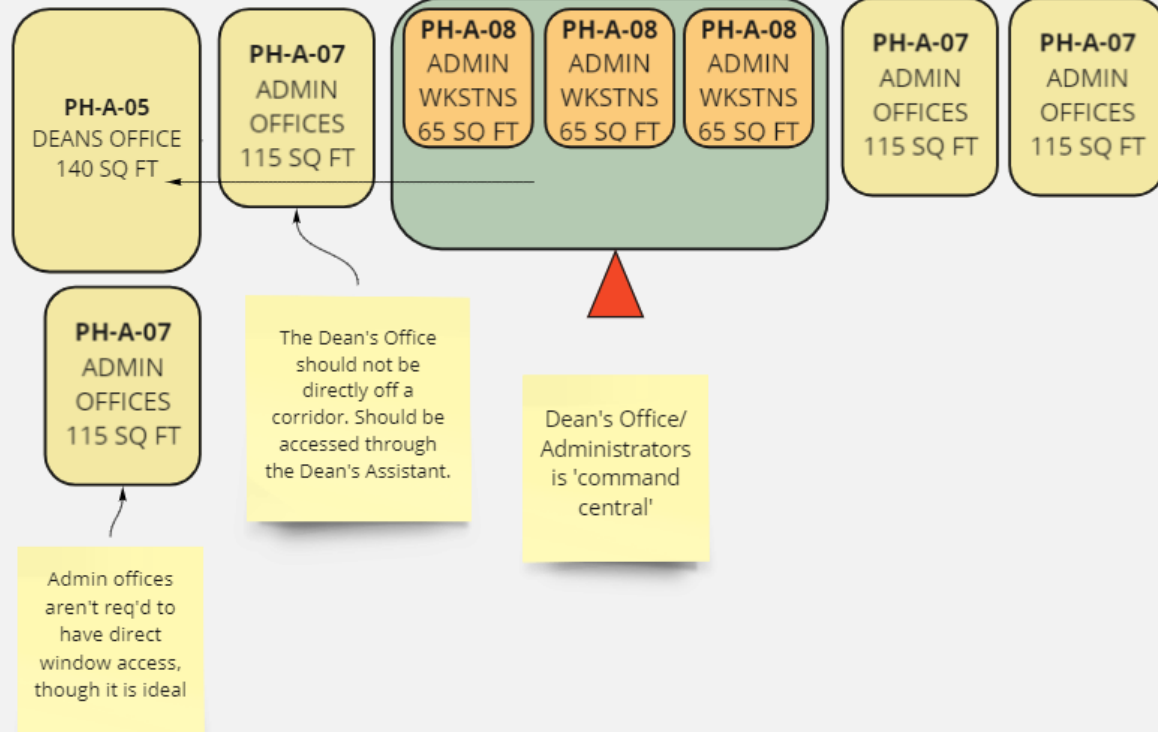 PH-A-05
DEANS OFFICE
140 SQ FT
PH-A-07
ADMIN
OFFICES
115 SQ FT
PH-A-08
ADMIN
WKSTNS
65 SQ FT
PH-A-08
ADMIN
WKSTNS
65 SQ FT
PH-A-08
ADMIN
WKSTNS
65 SQ FT
PH-A-07
ADMIN
OFFICES
115 SQ FT
PH-A-07
ADMIN
OFFICES
115 SQ FT
PH-A-07
ADMIN
OFFICES
115 SQ FT
The Dean's Office
should not be
directly off a
corridor. Should be
accessed through
the Dean's Assistant.
Dean's Office/
Administrators
is 'command
central'
Admin offices
aren't req'd to
have direct
window access,
though it is ideal